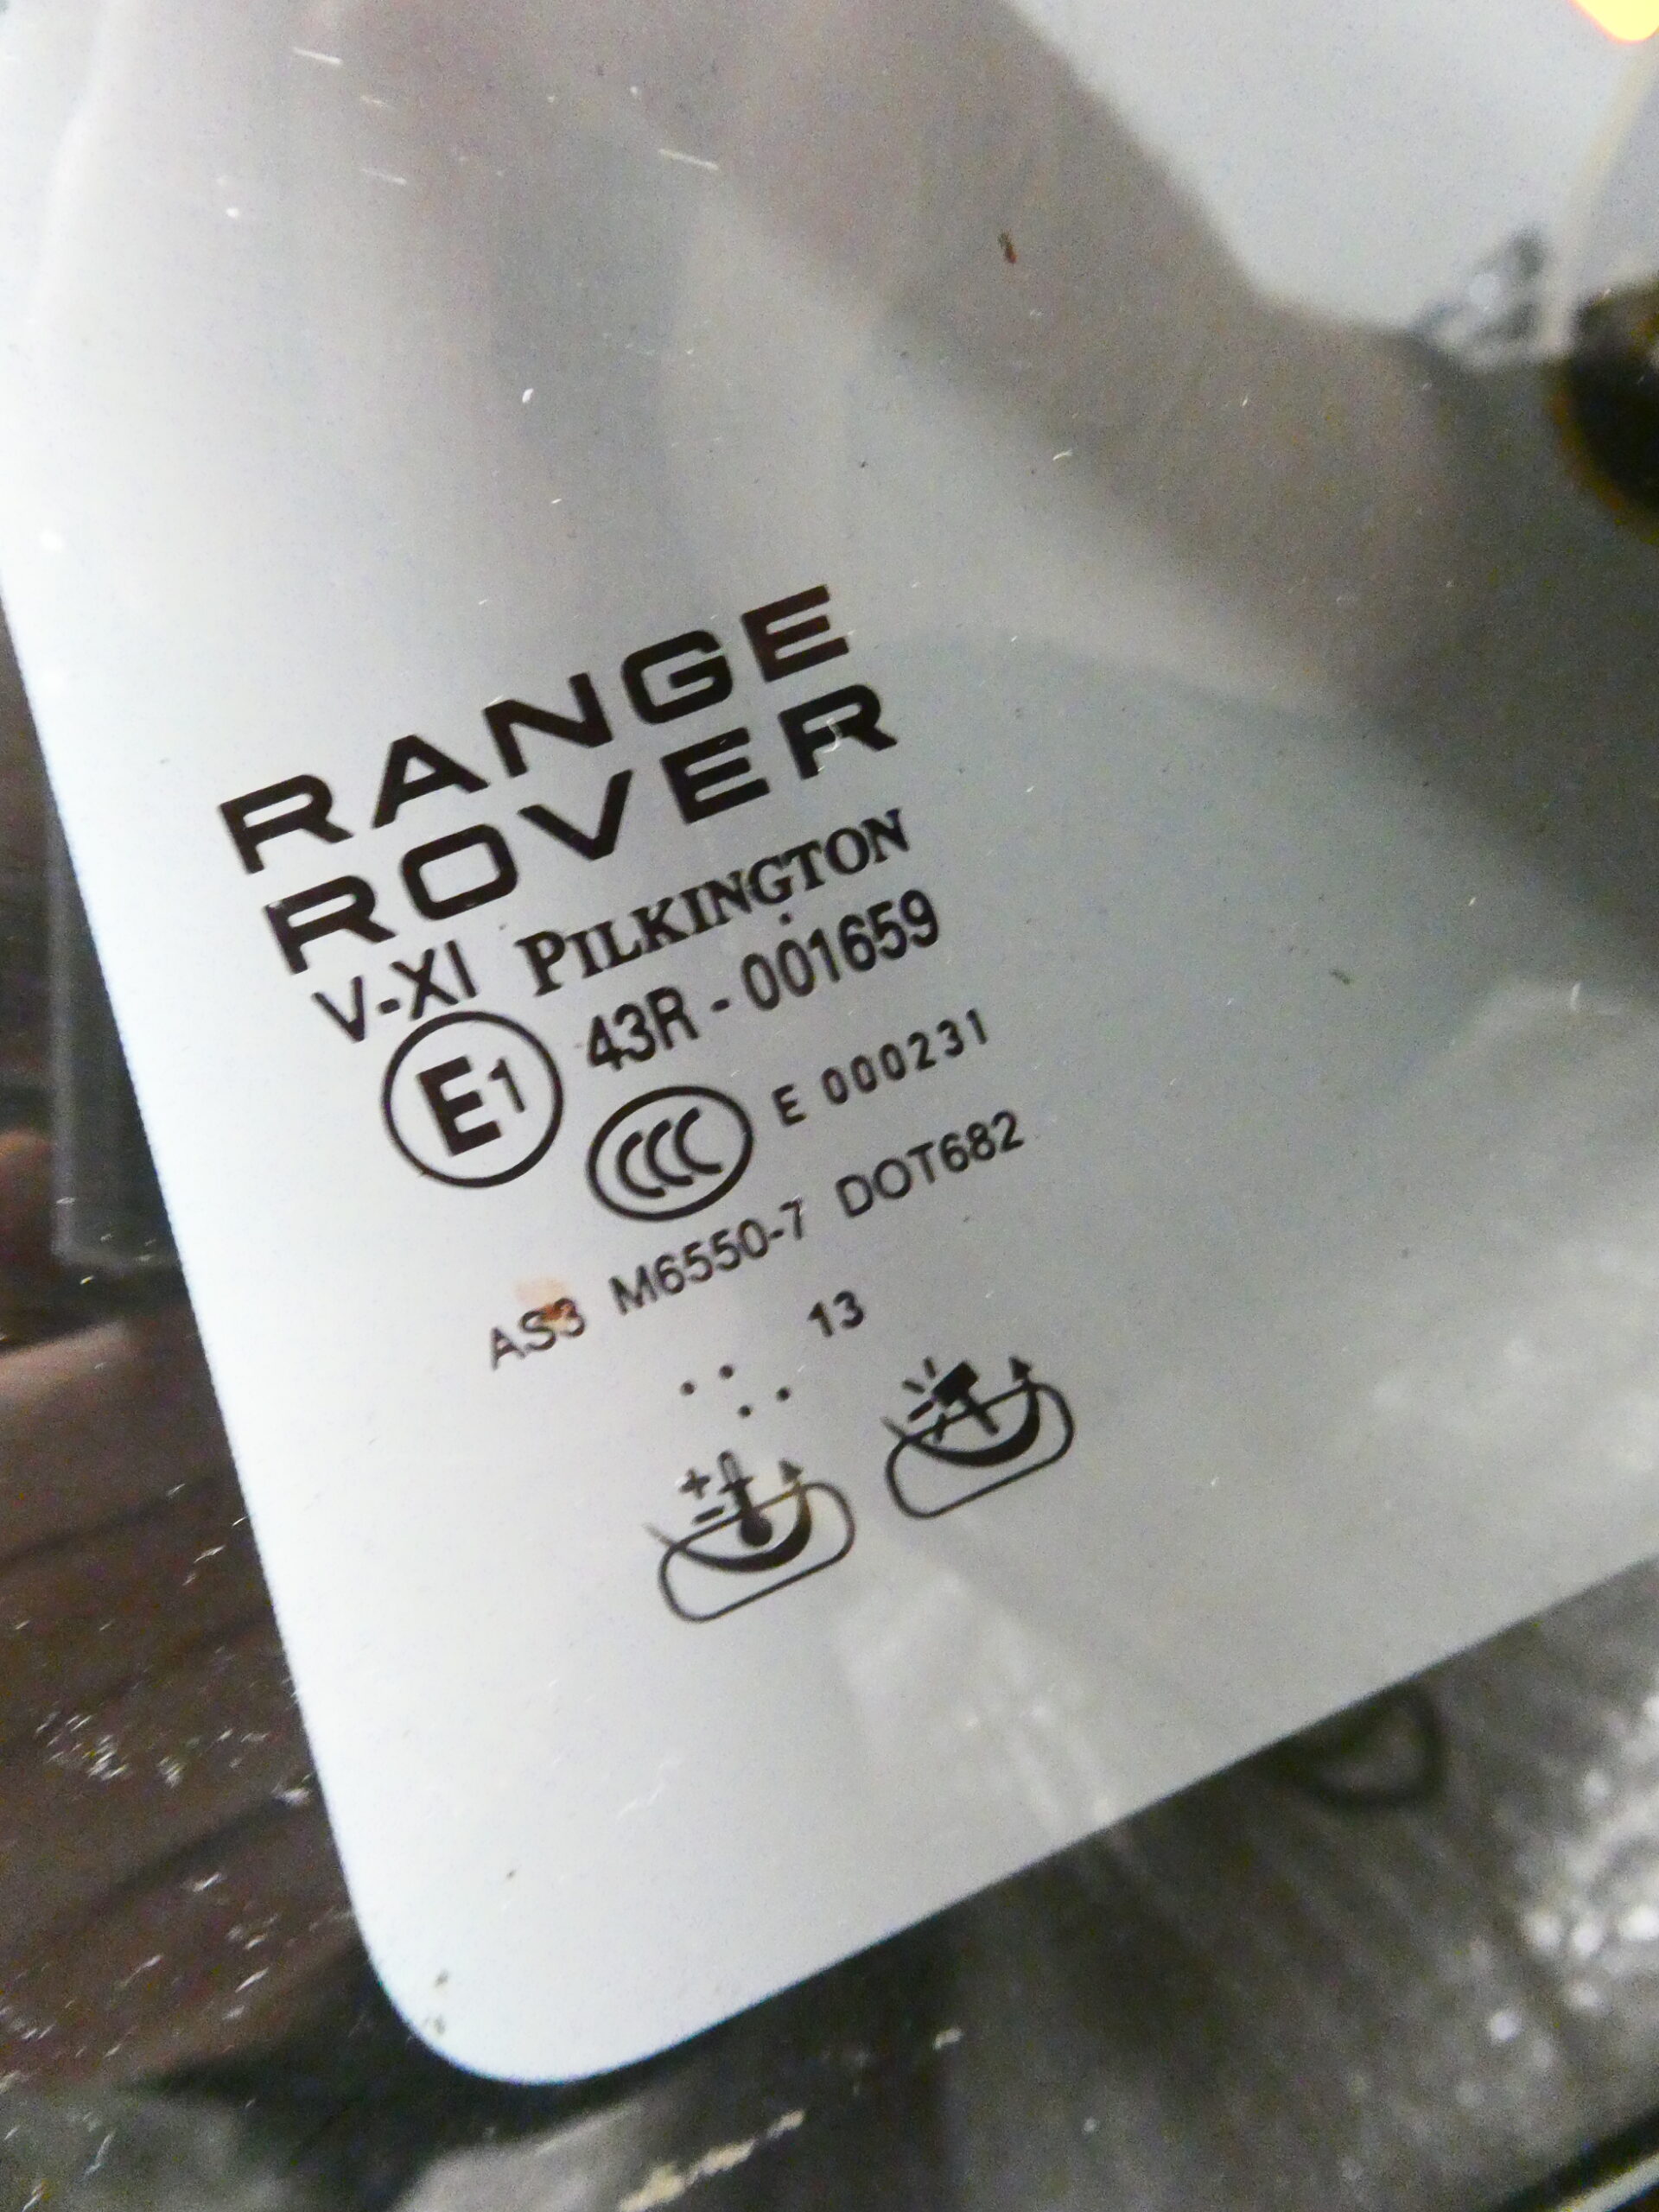 RANGE
ROVER
V-XI PILKINGTON
E1 43R - 001659
CCC E 000231
AS3 M6550-7 DOT682
13